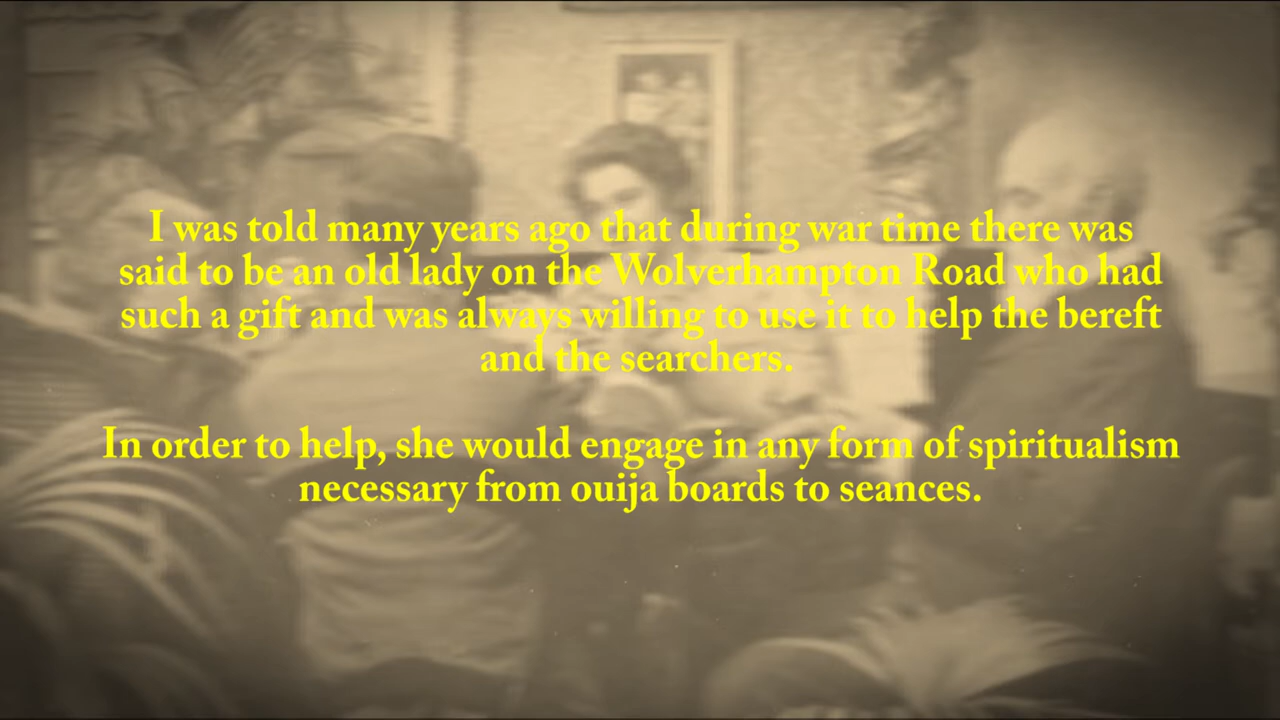 I was told many years ago that during war time there was
said to be an old lady on the Wolverhampton Road who had
such a gift and was always willing to use it to help the bereft
and the searchers.
In order to help, she would engage in any form of spiritualism
necessary from ouija boards to seances.